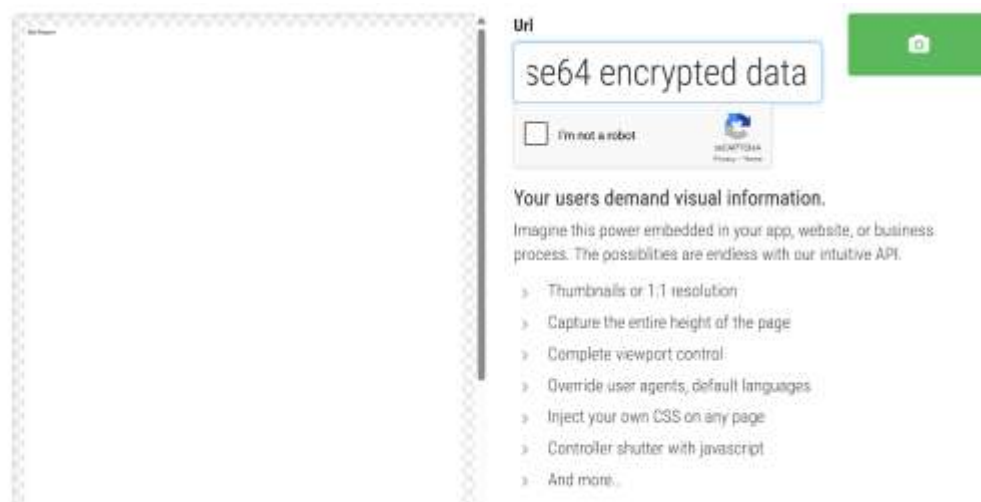 Url
se64 encrypted data
I'm not a robot
reCAPTCHA
Privacy - Terms
Your users demand visual information.
Imagine this power embedded in your app, website, or business
process. The possiblities are endless with our intuitive API.
Thumbnails or 1:1 resolution
Capture the entire height of the page
Complete viewport control
Override user agents, default languages
Inject your own CSS on any page
Controller shutter with javascript
And more..